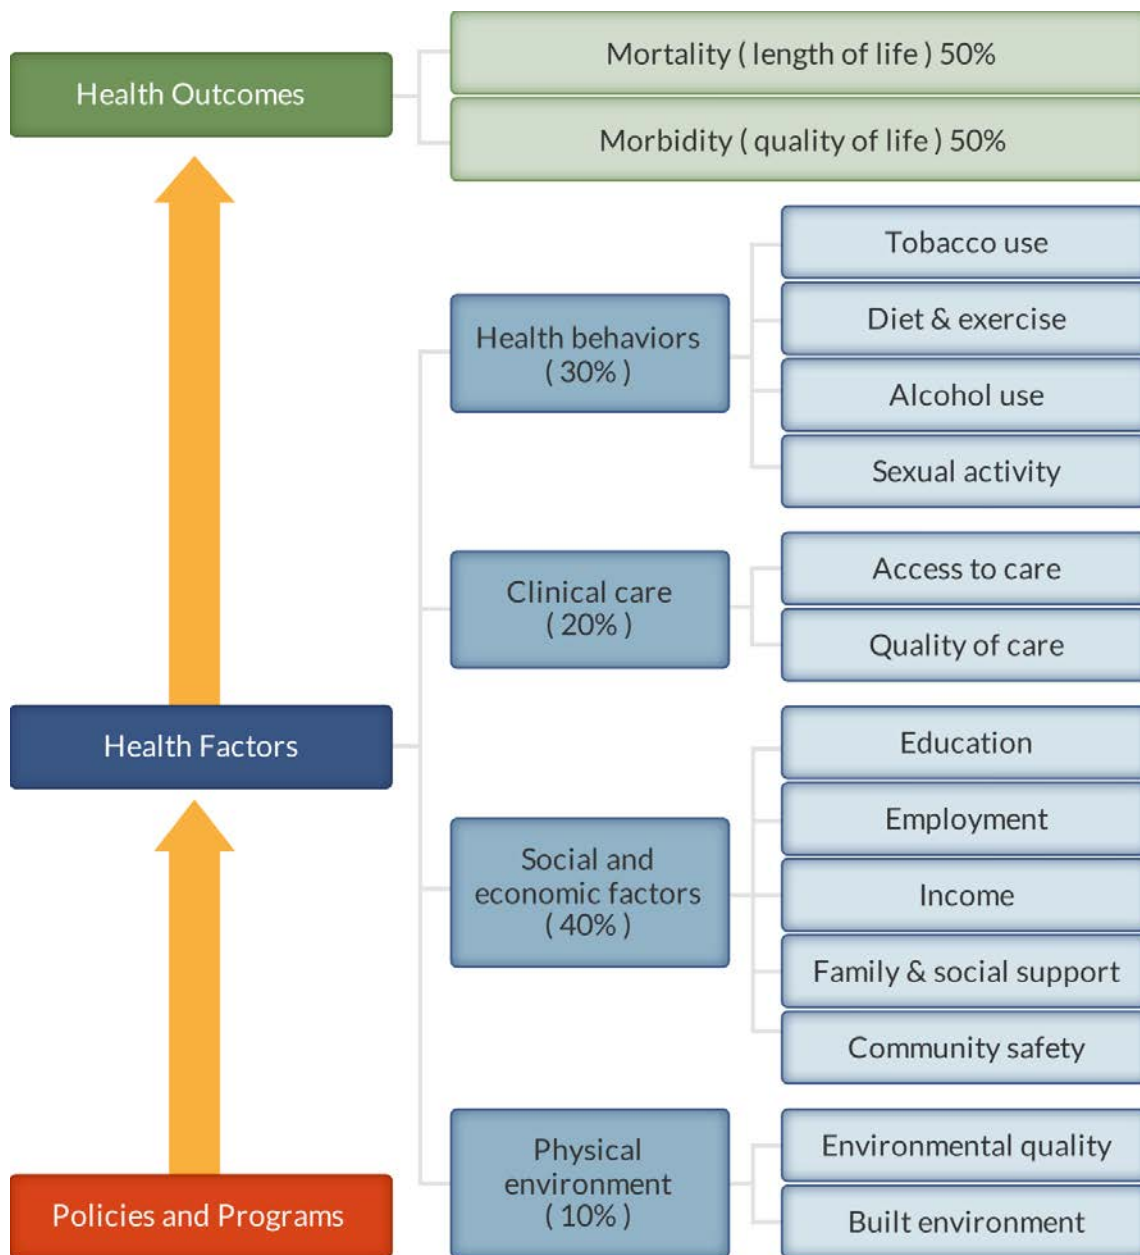 Health Outcomes
Mortality ( length of life ) 50%
Morbidity ( quality of life ) 50%
Health Factors
Health behaviors
( 30% )
Tobacco use
Diet & exercise
Alcohol use
Sexual activity
Clinical care
( 20% )
Access to care
Quality of care
Social and
economic factors
( 40% )
Education
Employment
Income
Family & social support
Community safety
Physical
environment
( 10% )
Environmental quality
Built environment
Policies and Programs